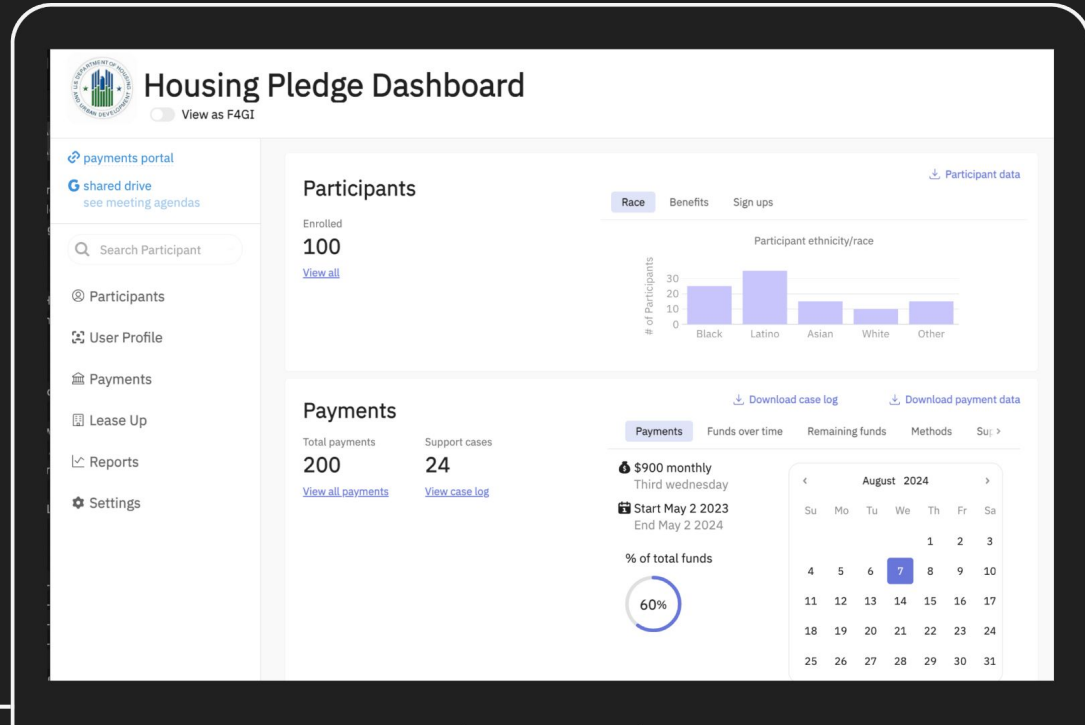 U.S. DEPARTMENT OF HOUSING AND URBAN DEVELOPMENT
Housing Pledge Dashboard
View as F4GI
payments portal
shared drive
see meeting agendas
Search Participant
Participants
User Profile
Payments
Lease Up
Reports
Settings
Participants
Enrolled
100
View all
Participant data
Race Benefits Sign ups
Participant ethnicity/race
# of Participants
30
20
10
0
Black Latino Asian White Other
Payments
Total payments Support cases
200 24
View all payments View case log
Download case log Download payment data
Payments Funds over time Remaining funds Methods
$900 monthly
Third wednesday
Start May 2 2023
End May 2 2024
% of total funds
60%
August 2024
Su Mo Tu We Th Fr Sa
1 2 3
4 5 6 7 8 9 10
11 12 13 14 15 16 17
18 19 20 21 22 23 24
25 26 27 28 29 30 31